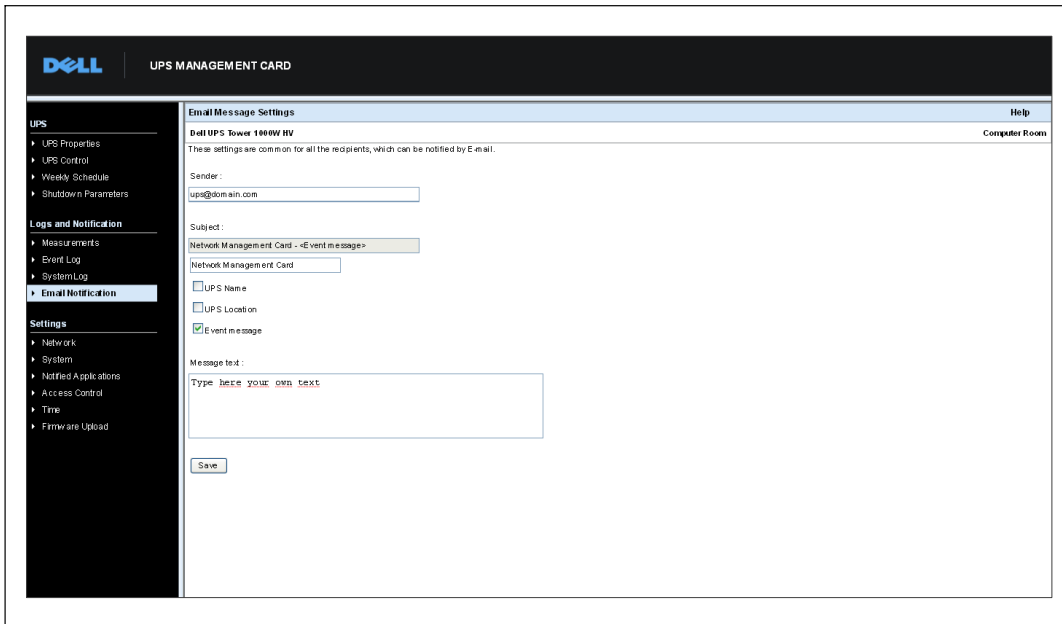 DELL
UPS MANAGEMENT CARD
UPS
UPS Properties
UPS Control
Weekly Schedule
Shutdown Parameters
Logs and Notification
Measurements
Event Log
System Log
Email Notification
Settings
Network
System
Notified Applications
Access Control
Time
Firmware Upload
Email Message Settings Help
Dell UPS Tower 1000W HV Computer Room
These settings are common for all the recipients, which can be notified by E-mail.
Sender :
ups@domain.com
Subject :
Network Management Card - <Event message>
Network Management Card
UPS Name
UPS Location
Event message
Message text :
Type here your own text
Save